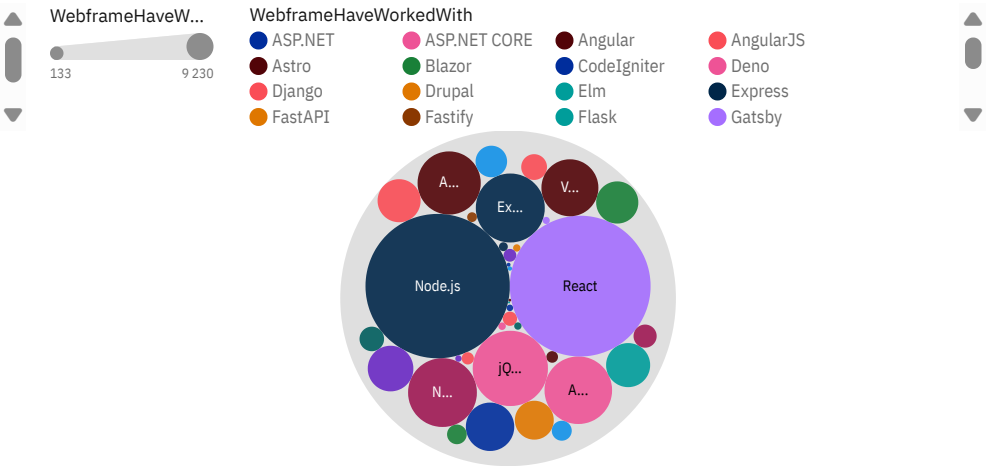 WebframeHaveW...
133
9 230
WebframeHaveWorkedWith
ASP.NET
ASP.NET CORE
Angular
AngularJS
Astro
Blazor
CodeIgniter
Deno
Django
Drupal
Elm
Express
FastAPI
Fastify
Flask
Gatsby
A...
V...
Ex...
Node.js
React
jQ...
N...
A...